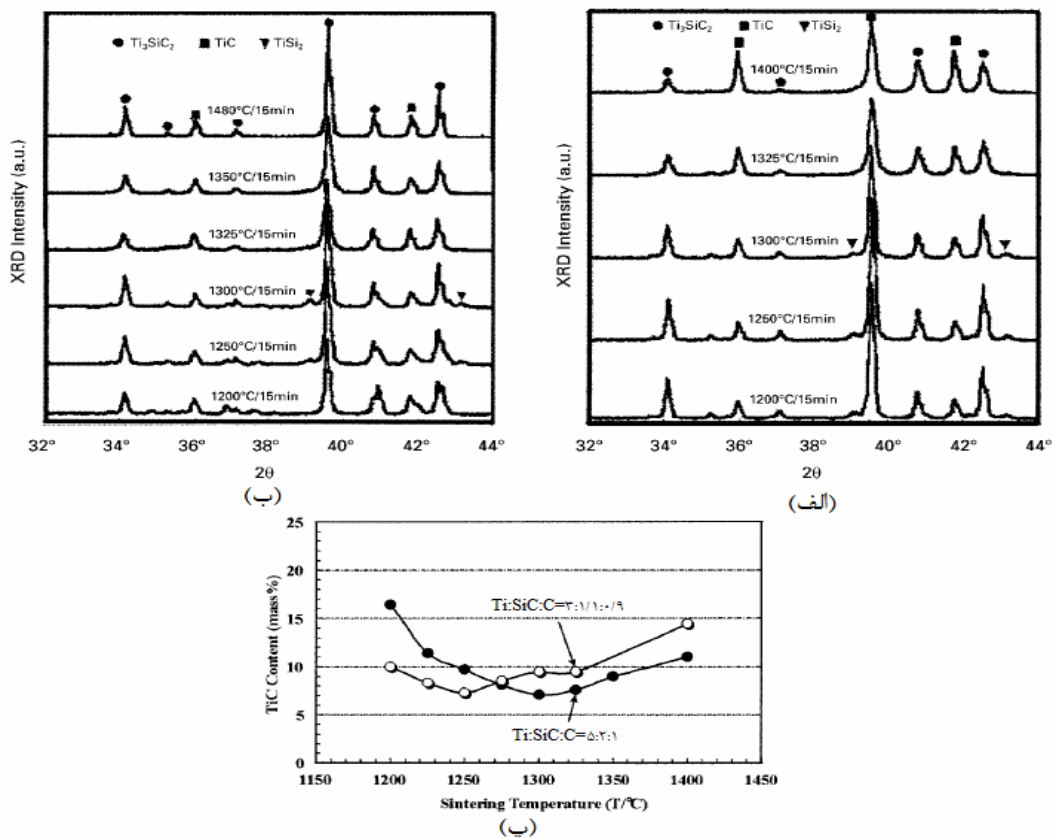 ● Ti₃SiC₂ ■ TiC ▼ TiSi₂
1480°C/15min
1350°C/15min
1325°C/15min
1300°C/15min
1250°C/15min
1200°C/15min
XRD Intensity (a.u.)
32° 34° 36° 38° 40° 42° 44°
2θ
(ب)
● Ti₃SiC₂ ■ TiC ▼ TiSi₂
1400°C/15min
1325°C/15min
1300°C/15min
1250°C/15min
1200°C/15min
XRD Intensity (a.u.)
32° 34° 36° 38° 40° 42° 44°
2θ
(الف)
25
20
15
10
5
0
TiC Content (mass%)
Ti:SiC:C=۳:۱/۱:۰/۹
Ti:SiC:C=۵:۲:۱
1150 1200 1250 1300 1350 1400 1450
Sintering Temperature (T/°C)
(پ)